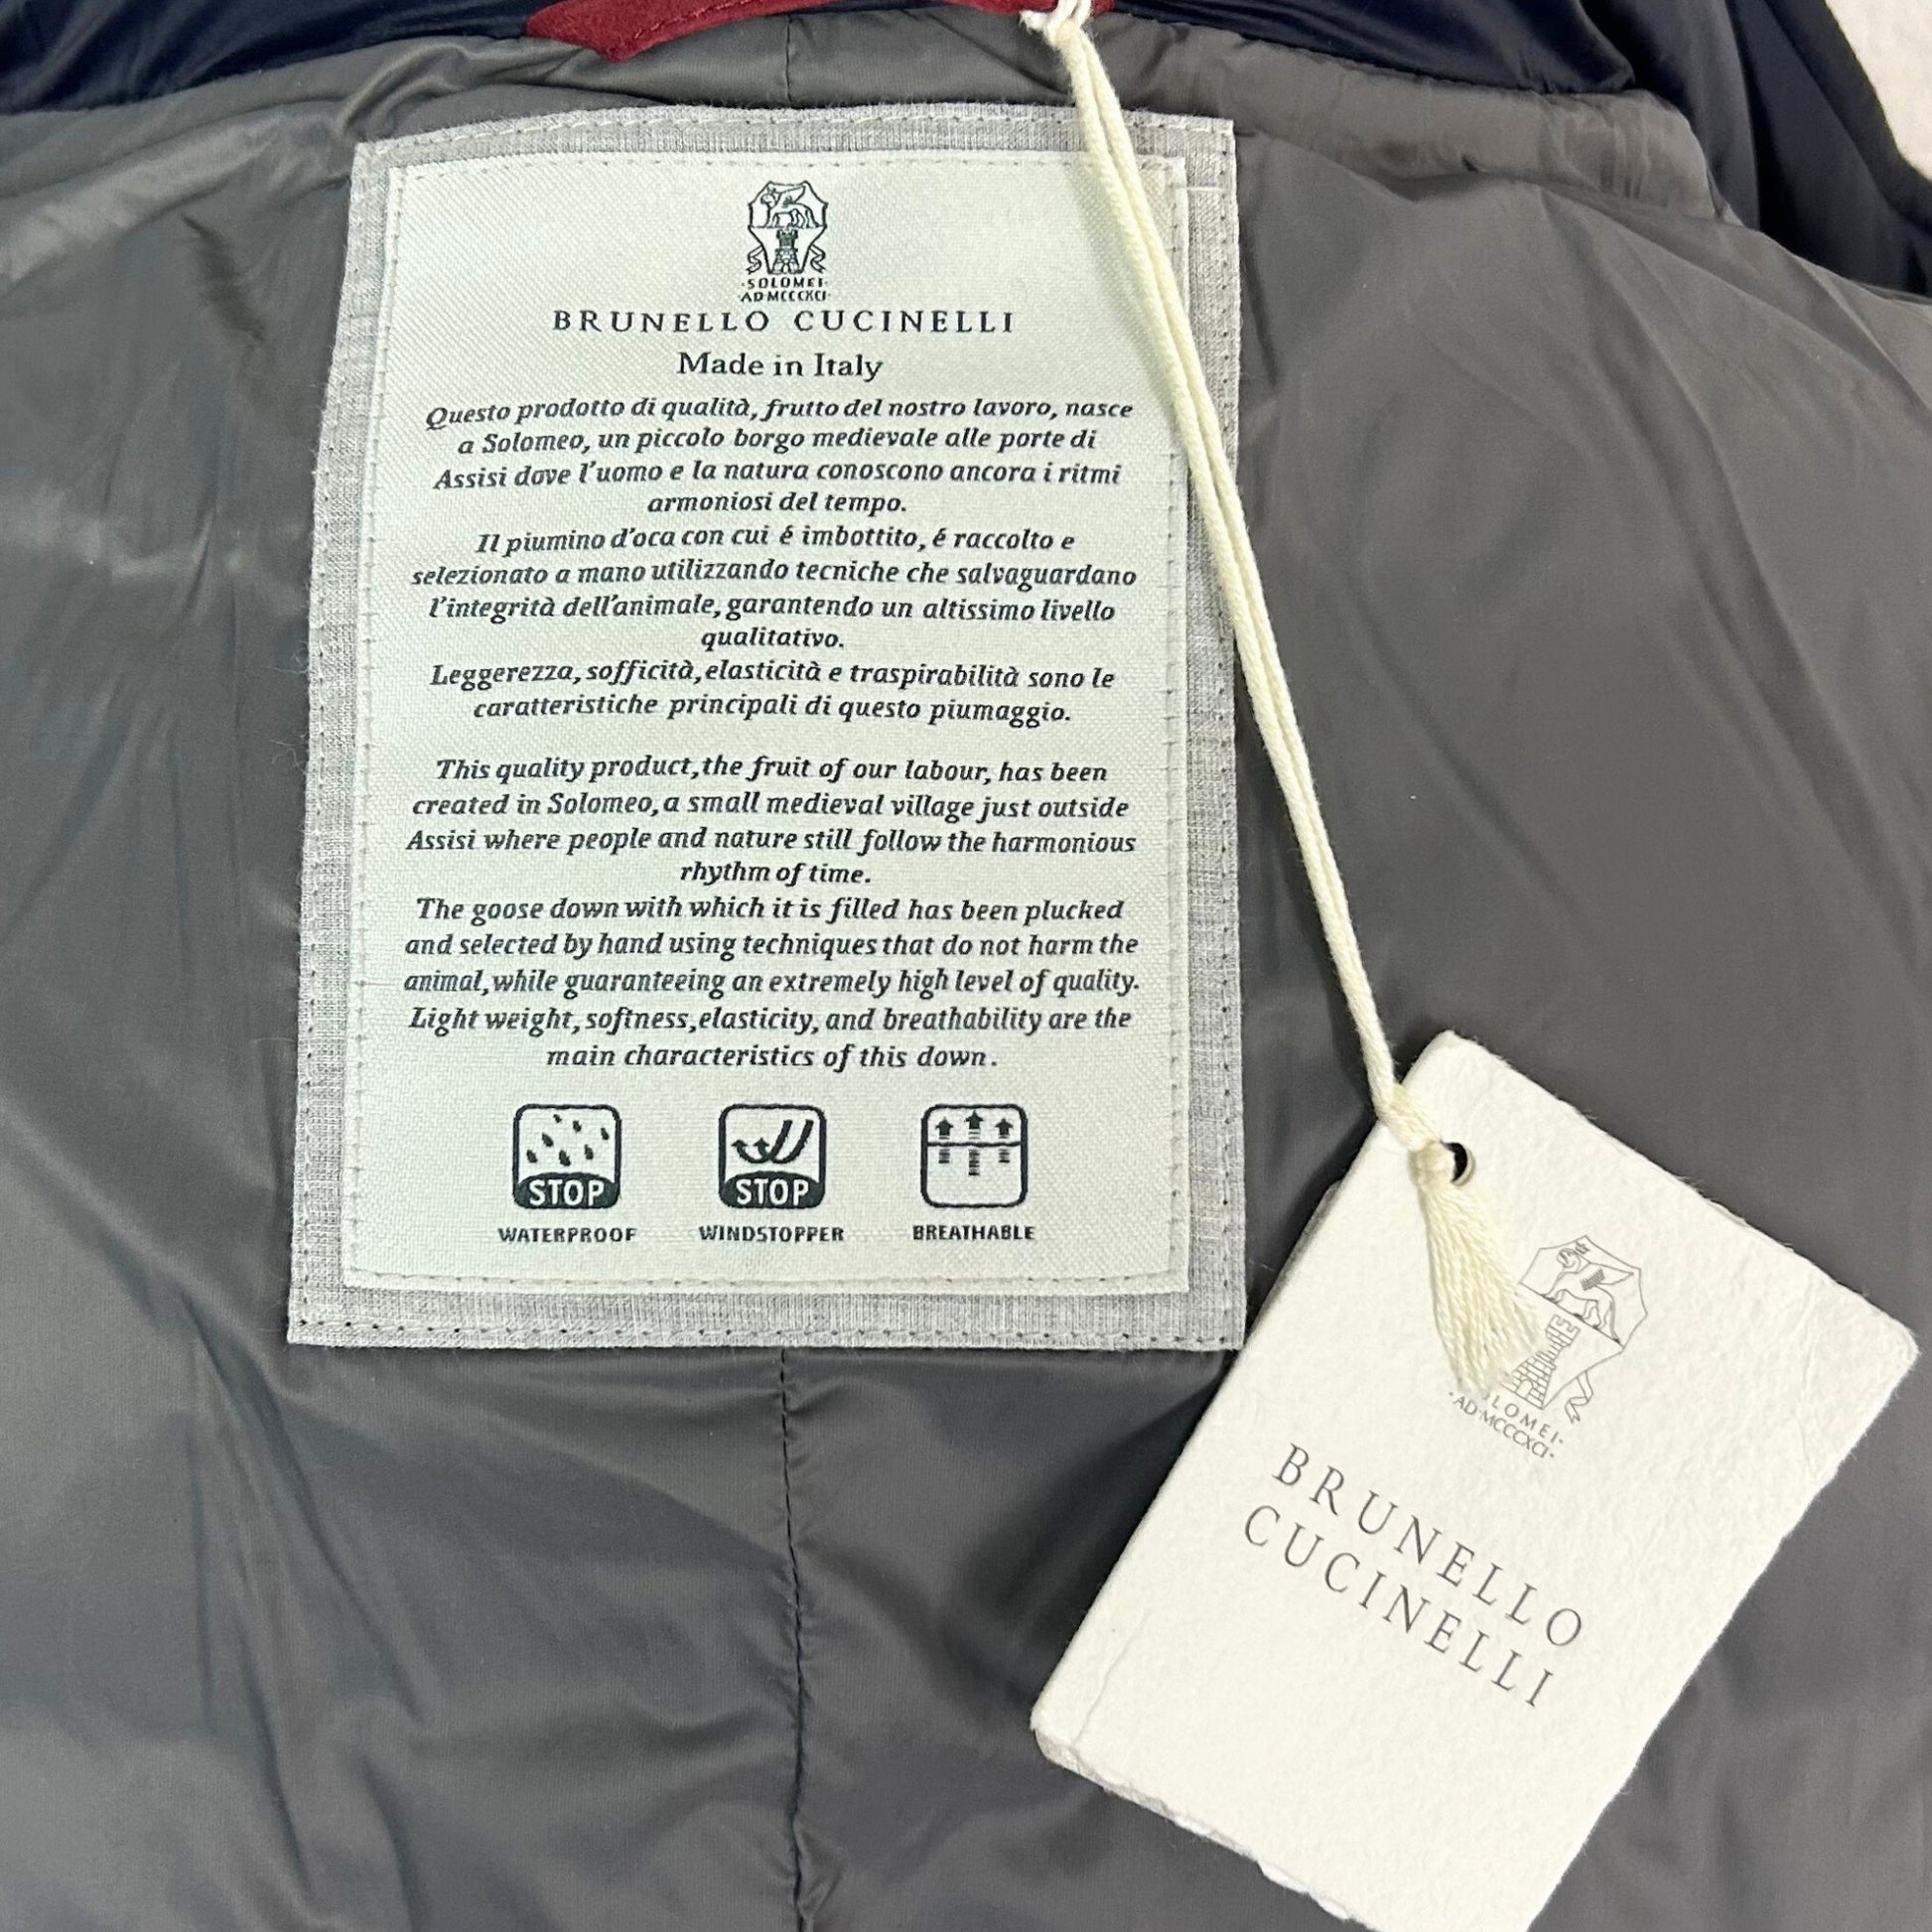 ·SOLOMEI·
·AD·MCCCXCI·
BRUNELLO CUCINELLI
Made in Italy
Questo prodotto di qualità, frutto del nostro lavoro, nasce
a Solomeo, un piccolo borgo medievale alle porte di
Assisi dove l'uomo e la natura conoscono ancora i ritmi
armoniosi del tempo.
Il piumino d'oca con cui é imbottito, é raccolto e
selezionato a mano utilizzando tecniche che salvaguardano
l'integrità dell'animale, garantendo un altissimo livello
qualitativo.
Leggerezza, sofficità, elasticità e traspirabilità sono le
caratteristiche principali di questo piumaggio.
This quality product, the fruit of our labour, has been
created in Solomeo, a small medieval village just outside
Assisi where people and nature still follow the harmonious
rhythm of time.
The goose down with which it is filled has been plucked
and selected by hand using techniques that do not harm the
animal, while guaranteeing an extremely high level of quality.
Light weight, softness, elasticity, and breathability are the
main characteristics of this down.
STOP STOP
WATERPROOF WINDSTOPPER BREATHABLE
·AD·MCCCXCI·
BRUNELLO
CUCINELLI